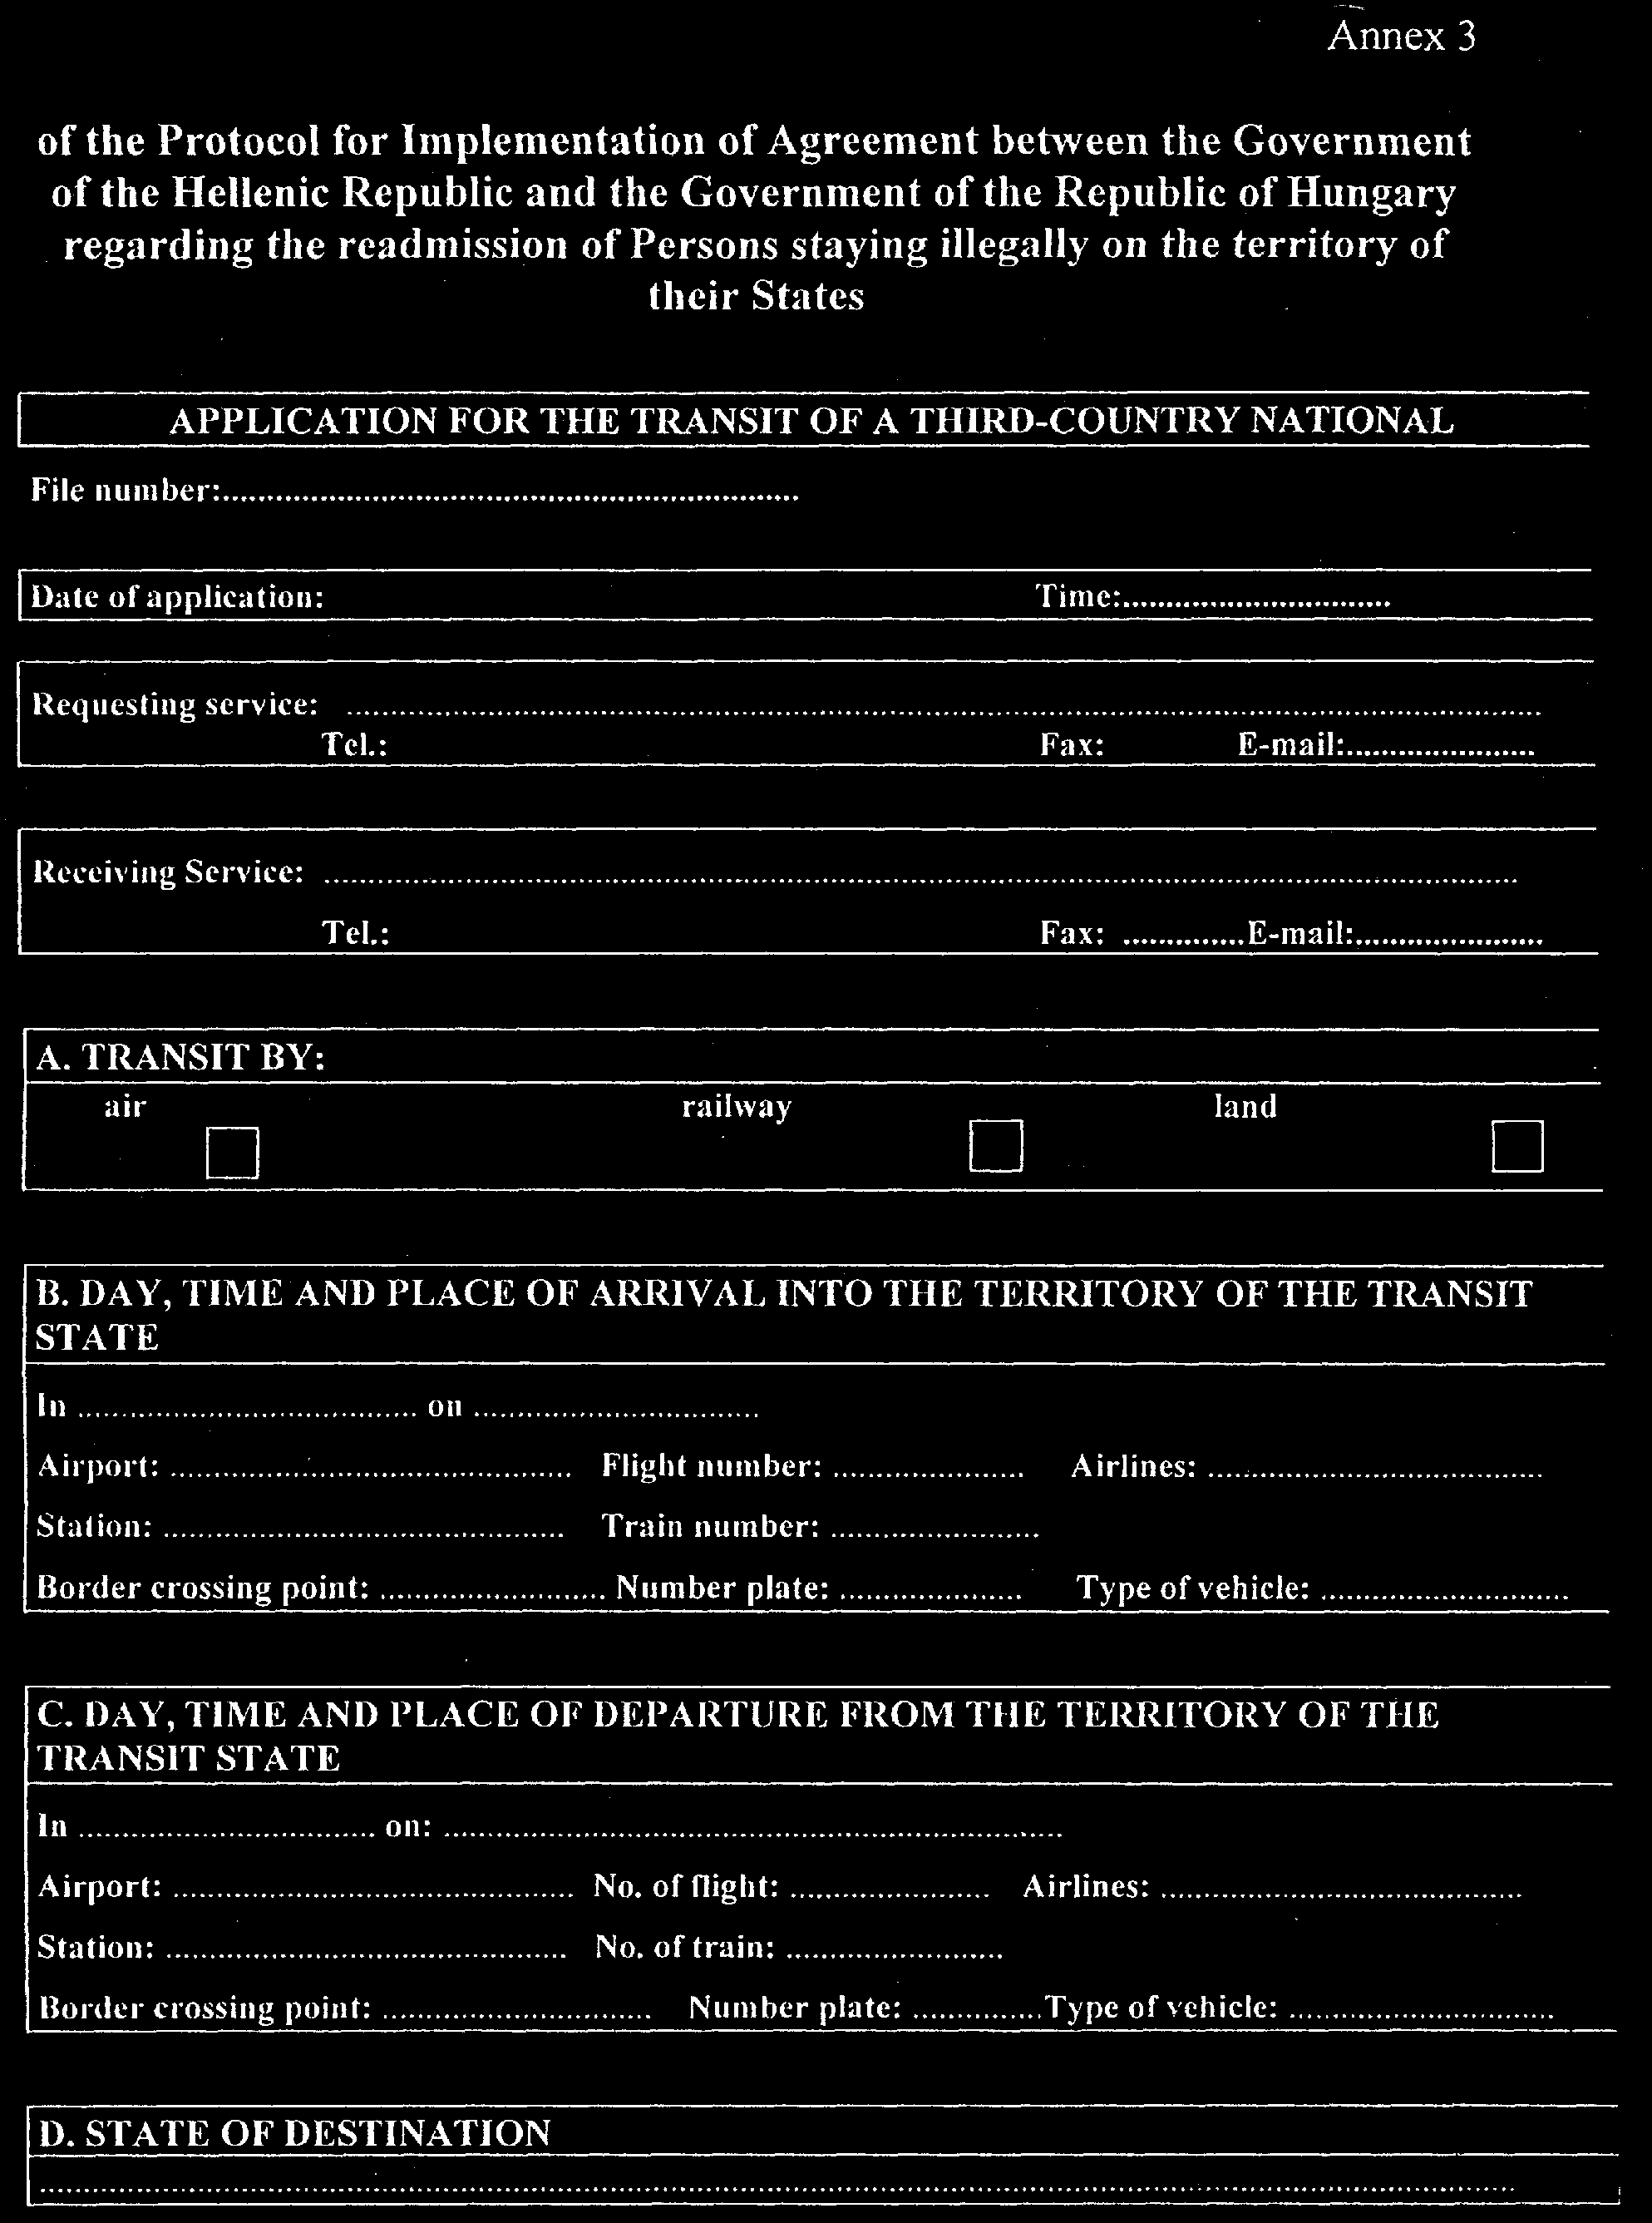 Annex 3
of the Protocol for Implementation of Agreement between the Government
of the Hellenic Republic and the Government of the Republic of Hungary
regarding the readmission of Persons staying illegally on the territory of
their States
APPLICATION FOR THE TRANSIT OF A THIRD-COUNTRY NATIONAL
File number:..................................................................
Date of application: Time:...............................
Requesting service: ..........................................................................................................................................
Tel.: Fax: E-mail:......................
Receiving Service: ..........................................................................................................................................
Tel.: Fax: ..............E-mail:......................
A. TRANSIT BY:
air railway land
B. DAY, TIME AND PLACE OF ARRIVAL INTO THE TERRITORY OF THE TRANSIT
STATE
In ....................................... on .................................
Airport: .............................................. Flight number: ...................... Airlines: .......................................
Station: .............................................. Train number: ........................
Border crossing point: .......................... Number plate: ..................... Type of vehicle: ............................
C. DAY, TIME AND PLACE OF DEPARTURE FROM THE TERRITORY OF THE
TRANSIT STATE
In .................................. on: .......................................................................
Airport: .............................................. No. of flight: ....................... Airlines: ..........................................
Station: .............................................. No. of train: .........................
Border crossing point: ............................... Number plate: ...............Type of vehicle: ..............................
D. STATE OF DESTINATION
..........................................................................................................................................................................